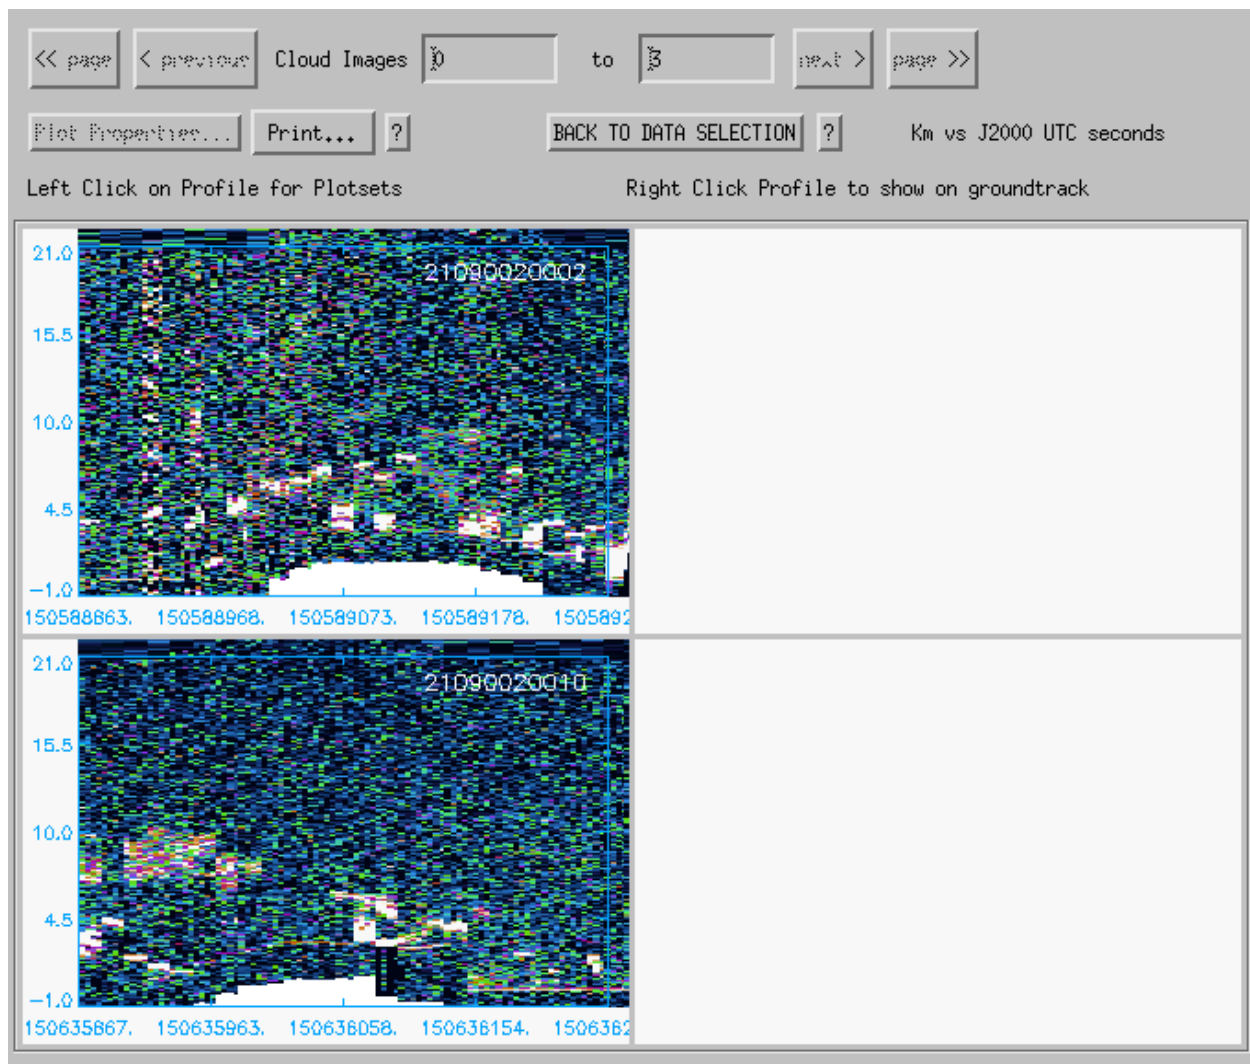 << page < previous Cloud Images 0 to 3 next > page >>
Plot Properties... Print... ? BACK TO DATA SELECTION ? Km vs J2000 UTC seconds
Left Click on Profile for Plotsets Right Click Profile to show on groundtrack
21.0
21090020002
15.5
10.0
4.5
-1.0
150588863. 150588968. 150589073. 150589178. 1505892
21.0
21090020010
15.5
10.0
4.5
-1.0
150635867. 150635963. 150636058. 150636154. 1506362